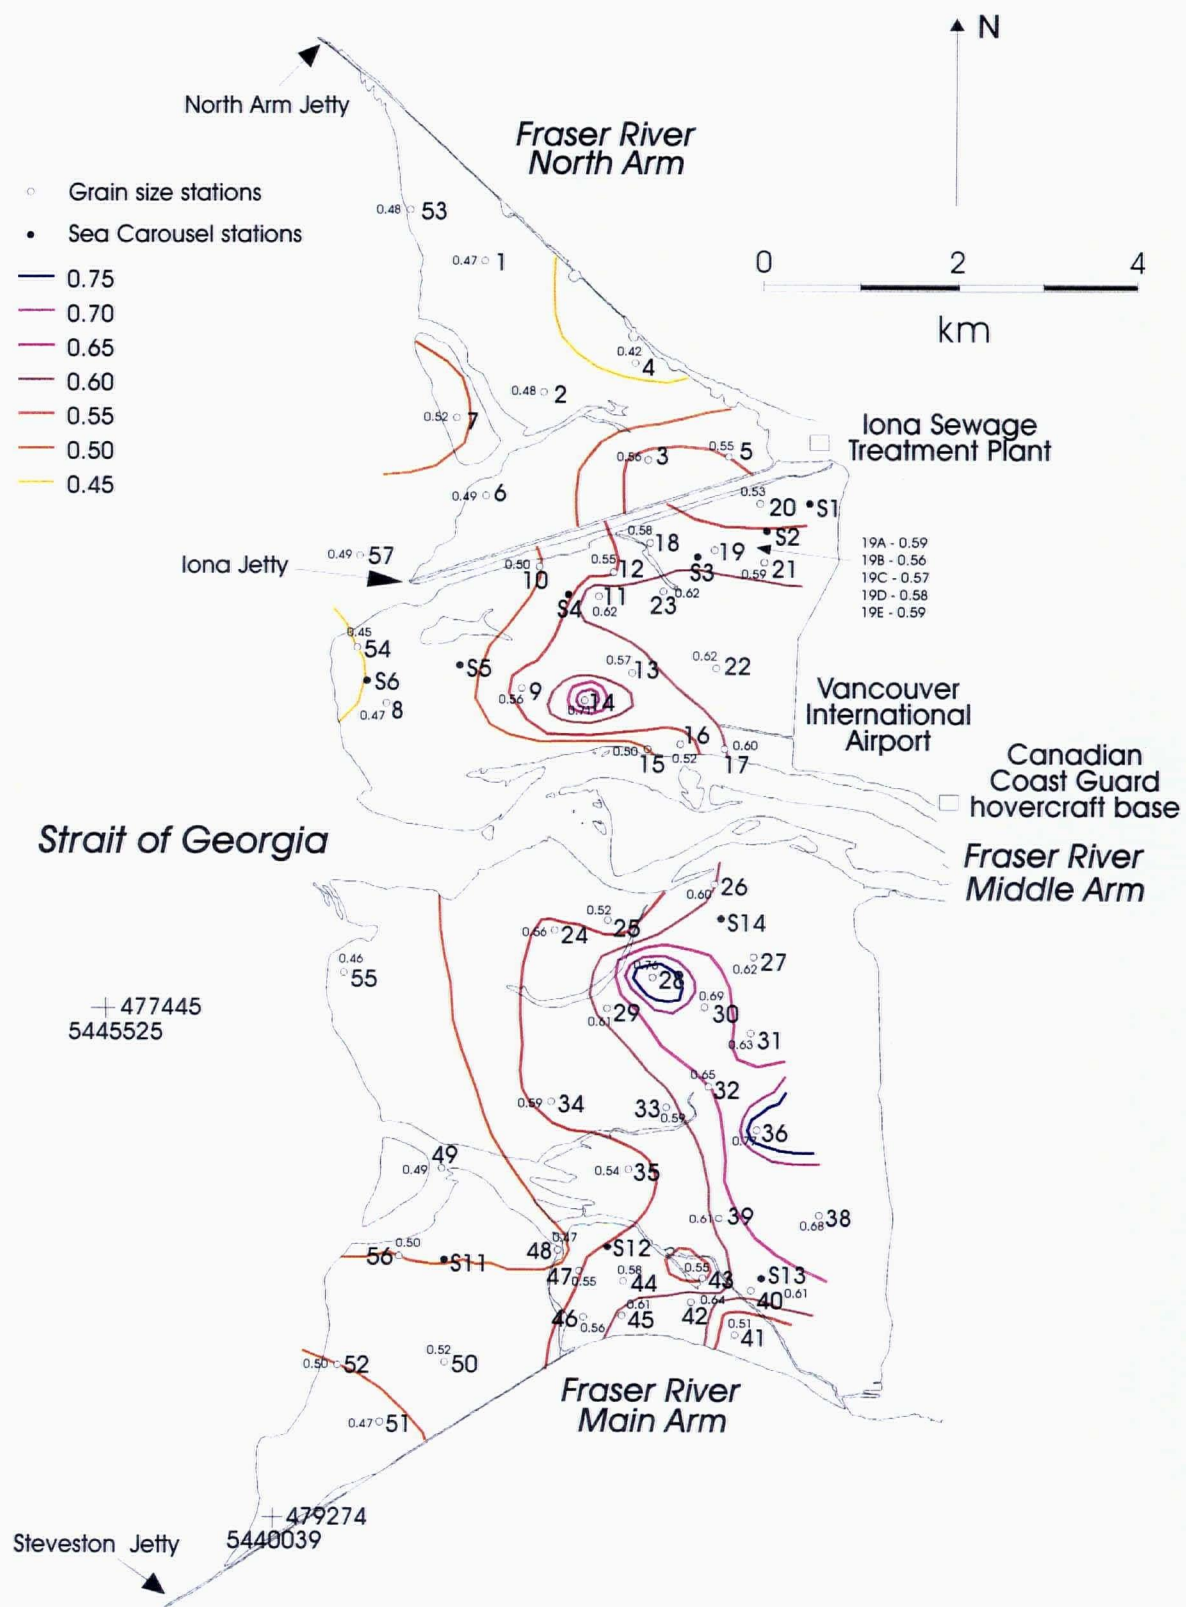 N
North Arm Jetty
Fraser River
North Arm
Grain size stations
Sea Carousel stations
0.75
0.70
0.65
0.60
0.55
0.50
0.45
0 2 4
km
0.48 53
0.47 1
0.42
4
0.48 2
0.52 7
Iona Sewage
Treatment Plant
0.56 3
0.55 5
0.49 6
0.53
20 S1
S2
0.58
18
19
S3
0.59 21
19A - 0.59
19B - 0.56
19C - 0.57
19D - 0.58
19E - 0.59
0.49 57
Iona Jetty
0.50
10
0.55
12
S4
11
0.62
23 0.62
0.45
54
S6
S5
0.47 8
0.56 9
14
0.57 13
0.62
22
Vancouver
International
Airport
0.50
15
16
0.52
17
0.60
Canadian
Coast Guard
hovercraft base
Strait of Georgia
Fraser River
Middle Arm
26
0.60
0.52
25
0.56 24
S14
0.46
55
27
0.62
0.76
28
477445
5445525
29
0.61
0.69
30
31
0.63
0.65
32
0.59 34
33
0.59
36
0.77
49
0.49
0.54 35
0.61 39
38
0.68
0.50
56
S11
0.47
48
S12
47
0.55
0.58
44
0.55
43
S13
40 0.61
46
0.56
0.61
45
0.64
42
0.51
41
0.50 52
0.52
50
0.47 51
Fraser River
Main Arm
479274
5440039
Steveston Jetty